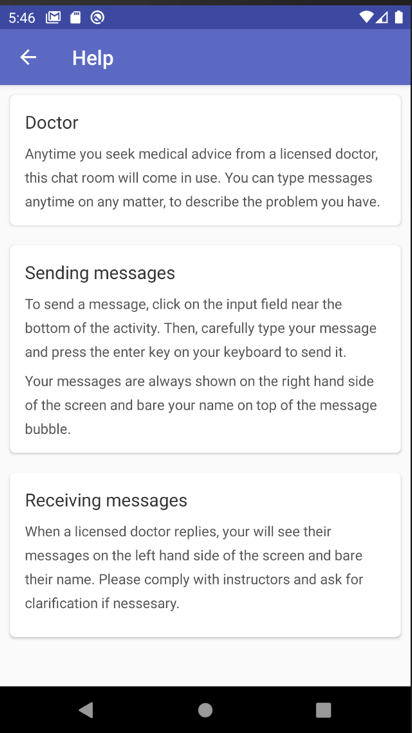 5:46
Help
Doctor
Anytime you seek medical advice from a licensed doctor,
this chat room will come in use. You can type messages
anytime on any matter, to describe the problem you have.
Sending messages
To send a message, click on the input field near the
bottom of the activity. Then, carefully type your message
and press the enter key on your keyboard to send it.
Your messages are always shown on the right hand side
of the screen and bare your name on top of the message
bubble.
Receiving messages
When a licensed doctor replies, your will see their
messages on the left hand side of the screen and bare
their name. Please comply with instructors and ask for
clarification if nessesary.